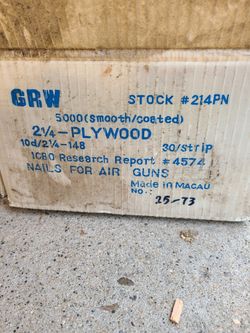 GRW STOCK #214PN
5000 (smooth/coated)
2¼-PLYWOOD
10d/2¼-148 30/strip
ICBO Research Report #4574
NAILS FOR AIR GUNS
Made in MACAU
NO.: 25-73